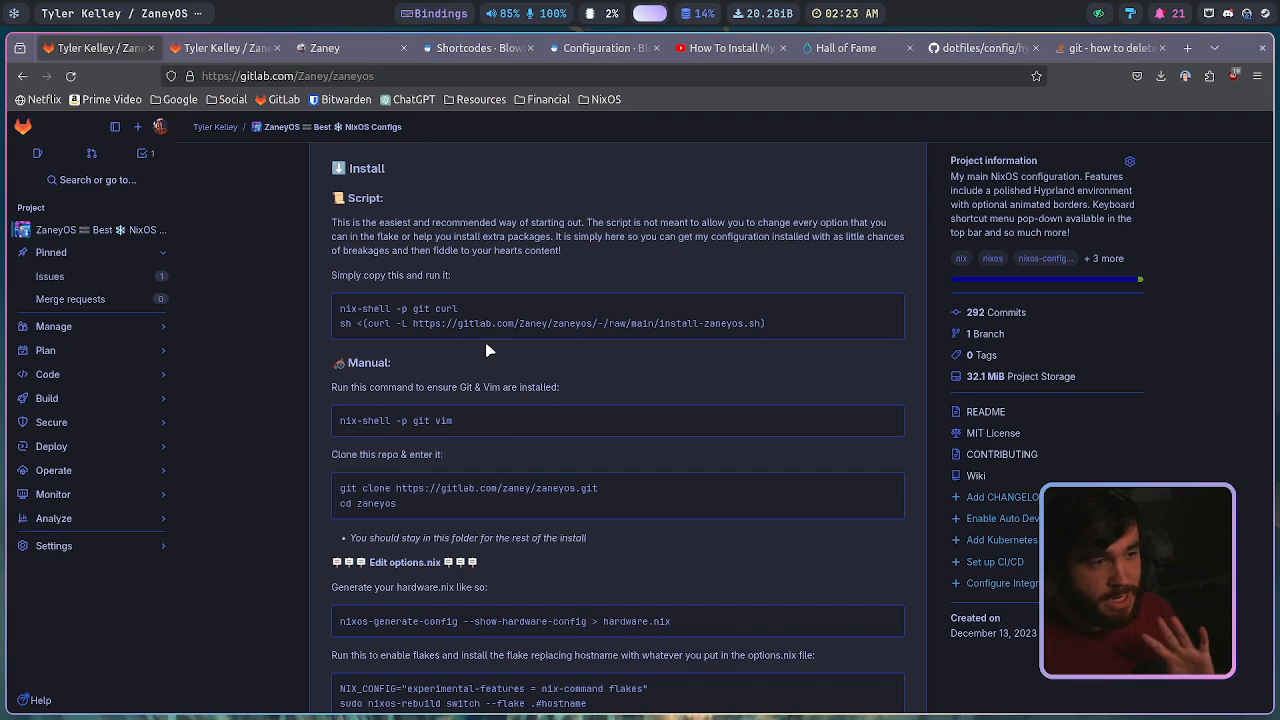 Tyler Kelley / ZaneyOS ⋯
Bindings
85% 100%
2%
14%
20.26iB
02:23 AM
21
Tyler Kelley / Zane
Tyler Kelley / Zane
Zaney
Shortcodes · Blow
Configuration · Bl
How To Install My
Hall of Fame
dotfiles/config/hy
git - how to delete
https://gitlab.com/Zaney/zaneyos
19
Netflix
Prime Video
Google
Social
GitLab
Bitwarden
ChatGPT
Resources
Financial
NixOS
Tyler Kelley / ZaneyOS 🟰 Best ❄️ NixOS Configs
1
Search or go to...
Project
ZaneyOS 🟰 Best ❄️ NixOS ...
Pinned
Issues 1
Merge requests 0
Manage
Plan
Code
Build
Secure
Deploy
Operate
Monitor
Analyze
Settings
Help
⬇️ Install
📜 Script:
This is the easiest and recommended way of starting out. The script is not meant to allow you to change every option that you
can in the flake or help you install extra packages. It is simply here so you can get my configuration installed with as little chances
of breakages and then fiddle to your hearts content!
Simply copy this and run it:
nix-shell -p git curl
sh <(curl -L https://gitlab.com/Zaney/zaneyos/-/raw/main/install-zaneyos.sh)
🦽 Manual:
Run this command to ensure Git & Vim are installed:
nix-shell -p git vim
Clone this repo & enter it:
git clone https://gitlab.com/zaney/zaneyos.git
cd zaneyos
• You should stay in this folder for the rest of the install
💬💬💬 Edit options.nix 💬💬💬
Generate your hardware.nix like so:
nixos-generate-config --show-hardware-config > hardware.nix
Run this to enable flakes and install the flake replacing hostname with whatever you put in the options.nix file:
NIX_CONFIG="experimental-features = nix-command flakes"
sudo nixos-rebuild switch --flake .#hostname
Project information
My main NixOS configuration. Features
include a polished Hyprland environment
with optional animated borders. Keyboard
shortcut menu pop-down available in the
top bar and so much more!
nix
nixos
nixos-config...
+ 3 more
292 Commits
1 Branch
0 Tags
32.1 MiB Project Storage
README
MIT License
CONTRIBUTING
Wiki
+ Add CHANGELO
+ Enable Auto Dev
+ Add Kubernetes
+ Set up CI/CD
+ Configure Integr
Created on
December 13, 2023